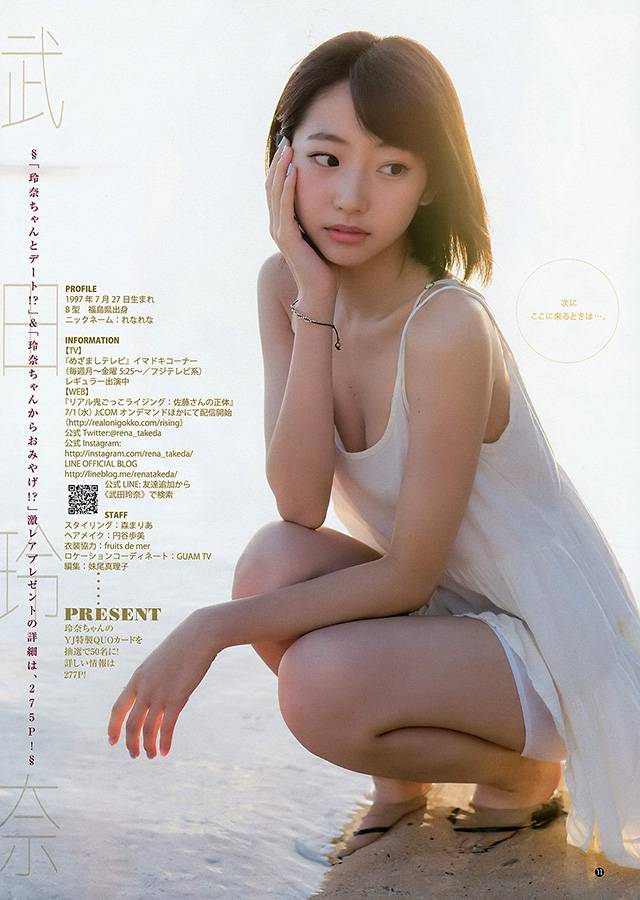 武田玲奈
§「玲奈ちゃんとデート!?」&「玲奈ちゃんからおみやげ!?」激レアプレゼントの詳細は、275P!§
PROFILE
1997年7月27日生まれ
B型 福島県出身
ニックネーム：れなれな
INFORMATION
【TV】
『めざましテレビ』イマドキコーナー
（毎週月〜金曜 5:25〜／フジテレビ系）
レギュラー出演中
【WEB】
『リアル鬼ごっこライジング：佐藤さんの正体』
7/1（水）J:COM オンデマンドほかにて配信開始
（http://realonigokko.com/rising）
公式 Twitter:@rena_takeda
公式 Instagram:
http://instagram.com/rena_takeda/
LINE OFFICIAL BLOG
http://lineblog.me/renatakeda/
公式 LINE: 友達追加から
《武田玲奈》で検索
STAFF
スタイリング：森まりあ
ヘアメイク：円谷歩美
衣装協力：fruits de mer
ロケーションコーディネート：GUAM TV
編集：妹尾真理子
PRESENT
玲奈ちゃんの
YJ特製QUOカードを
抽選で50名に!
詳しい情報は
277P!
次に
ここに来るときは…。
11